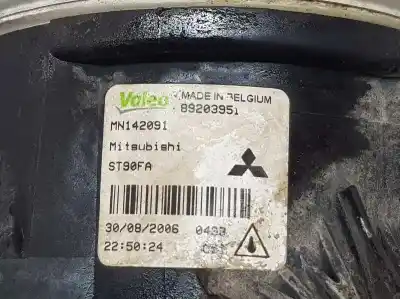 Valeo MADE IN BELGIUM
89203951
MN142091
Mitsubishi
ST90FA
30/08/2006 0433
22:50:24